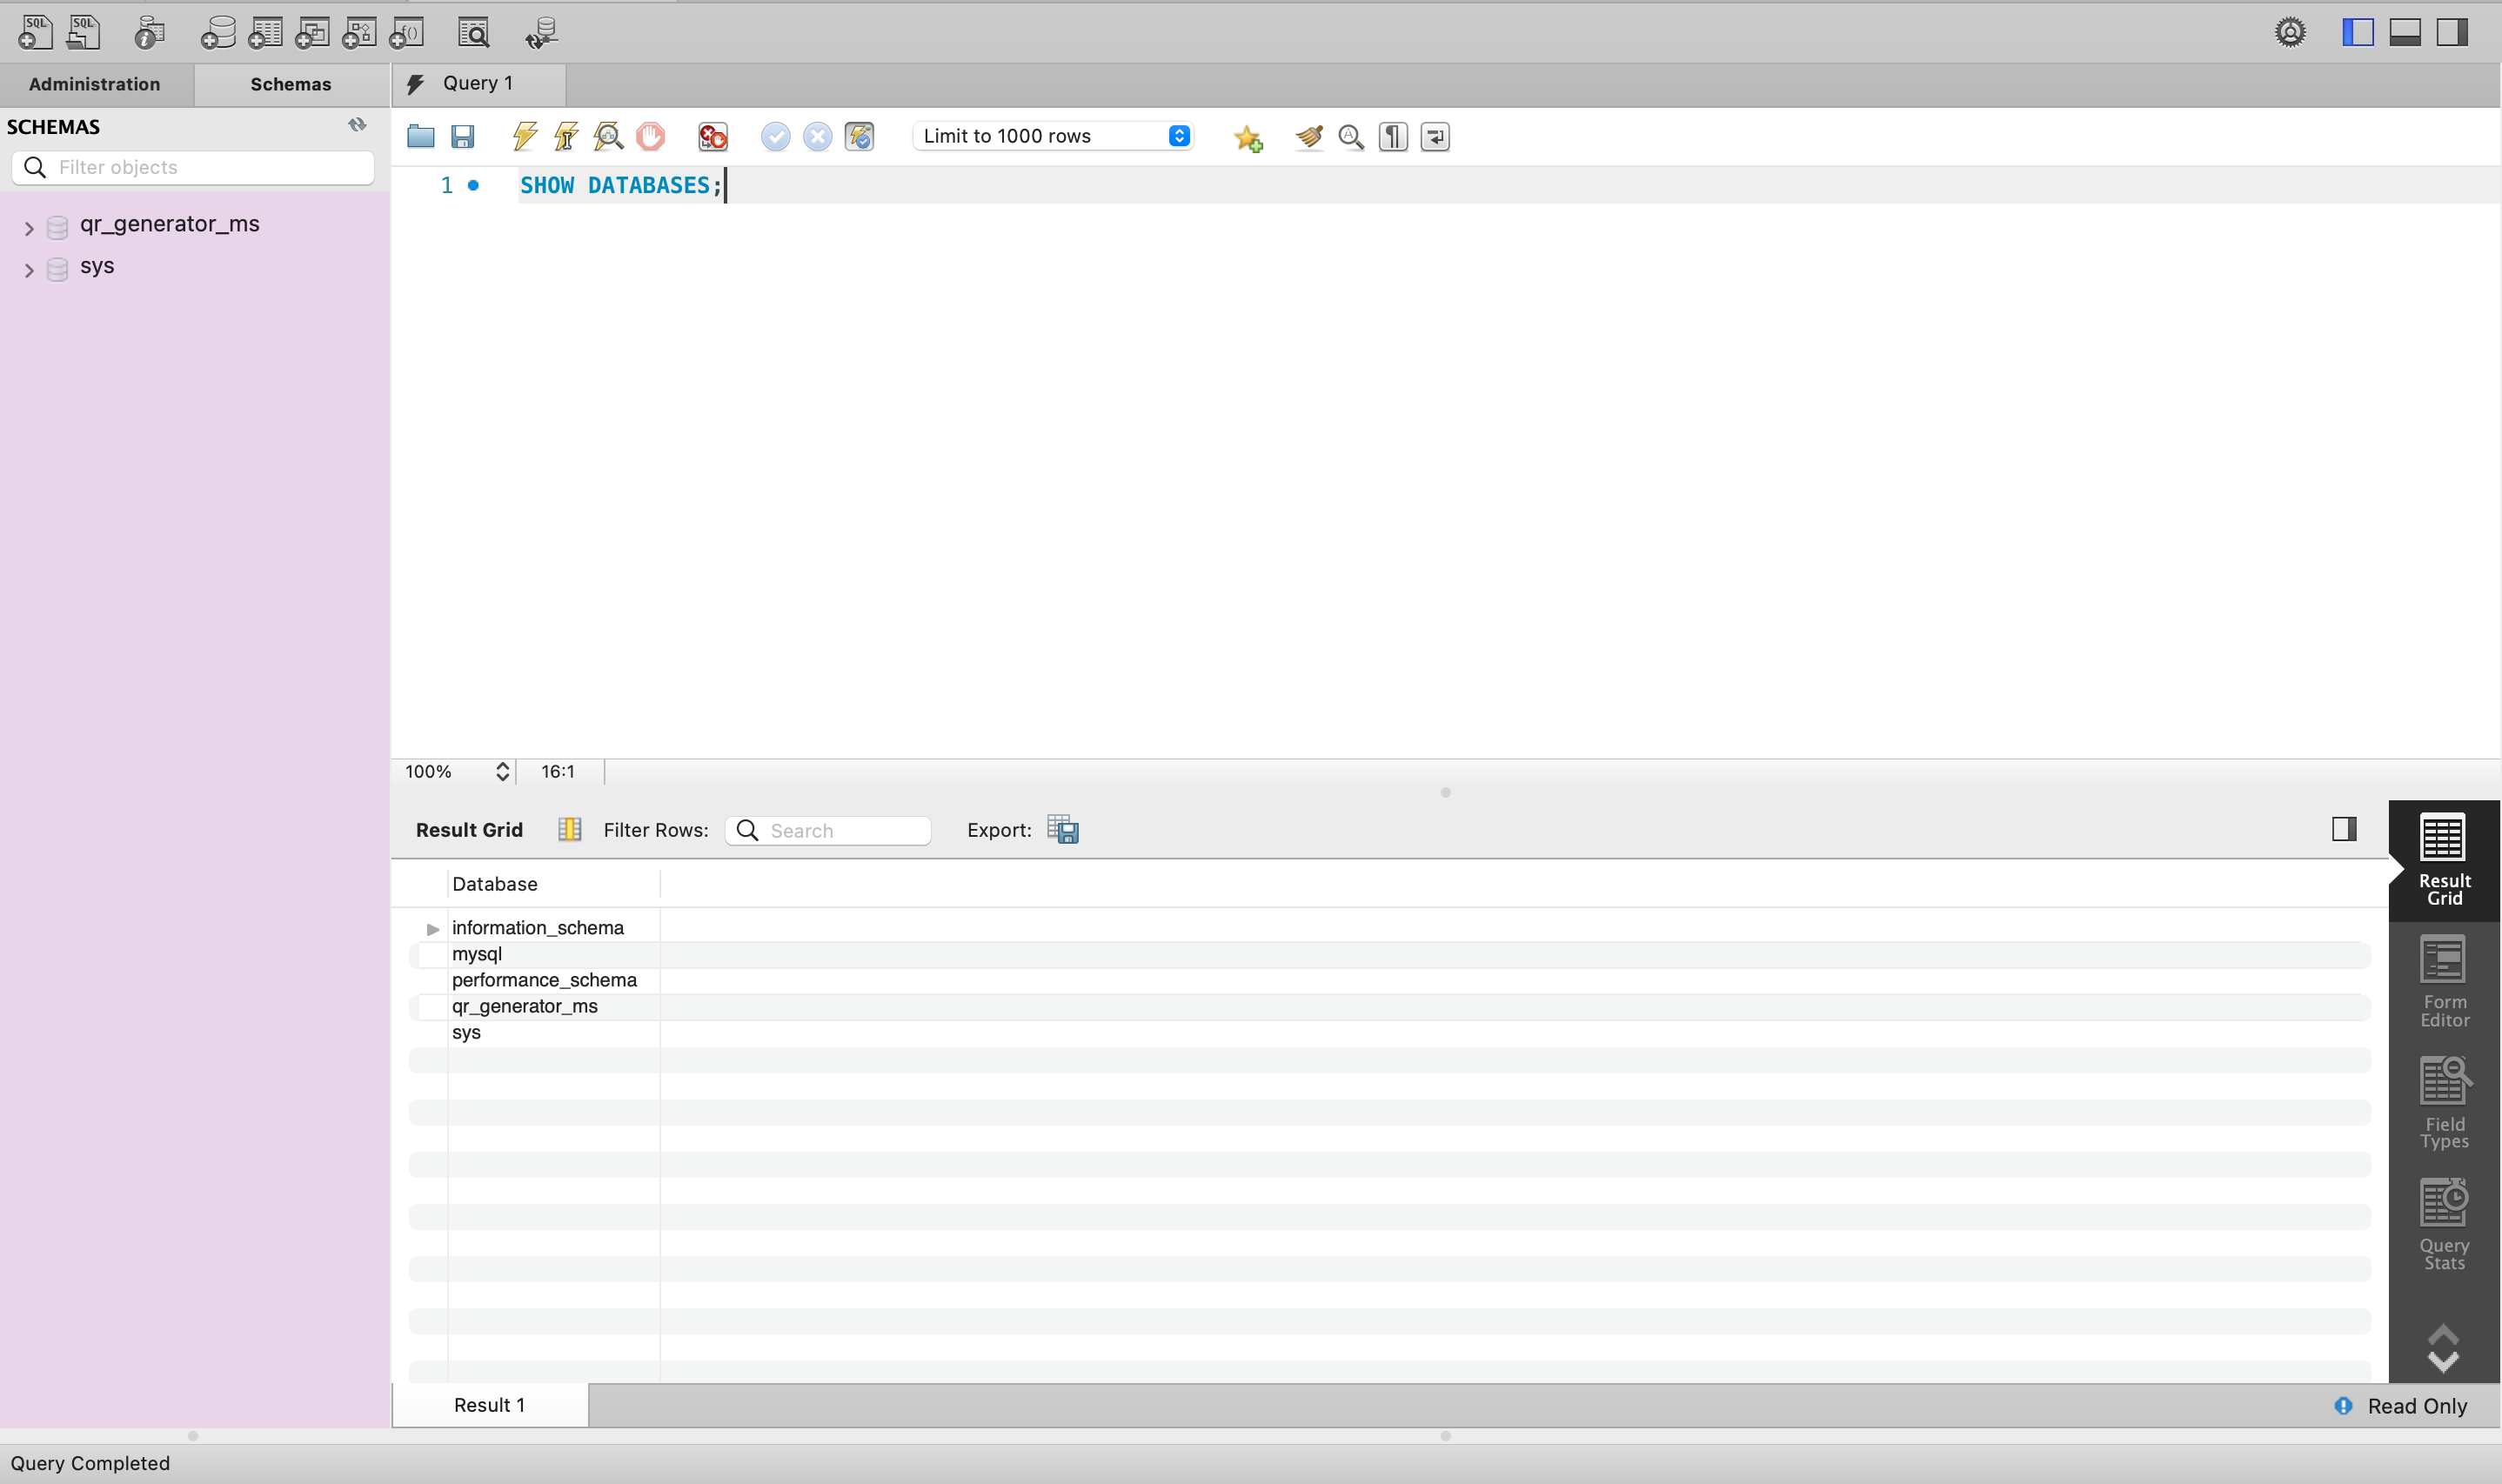 SQL SQL
Administration Schemas Query 1
SCHEMAS
Filter objects
Limit to 1000 rows
1 SHOW DATABASES;
qr_generator_ms
sys
100% 16:1
Result Grid Filter Rows: Search Export:
Database
information_schema
mysql
performance_schema
qr_generator_ms
sys
Result
Grid
Form
Editor
Field
Types
Query
Stats
Result 1 Read Only
Query Completed